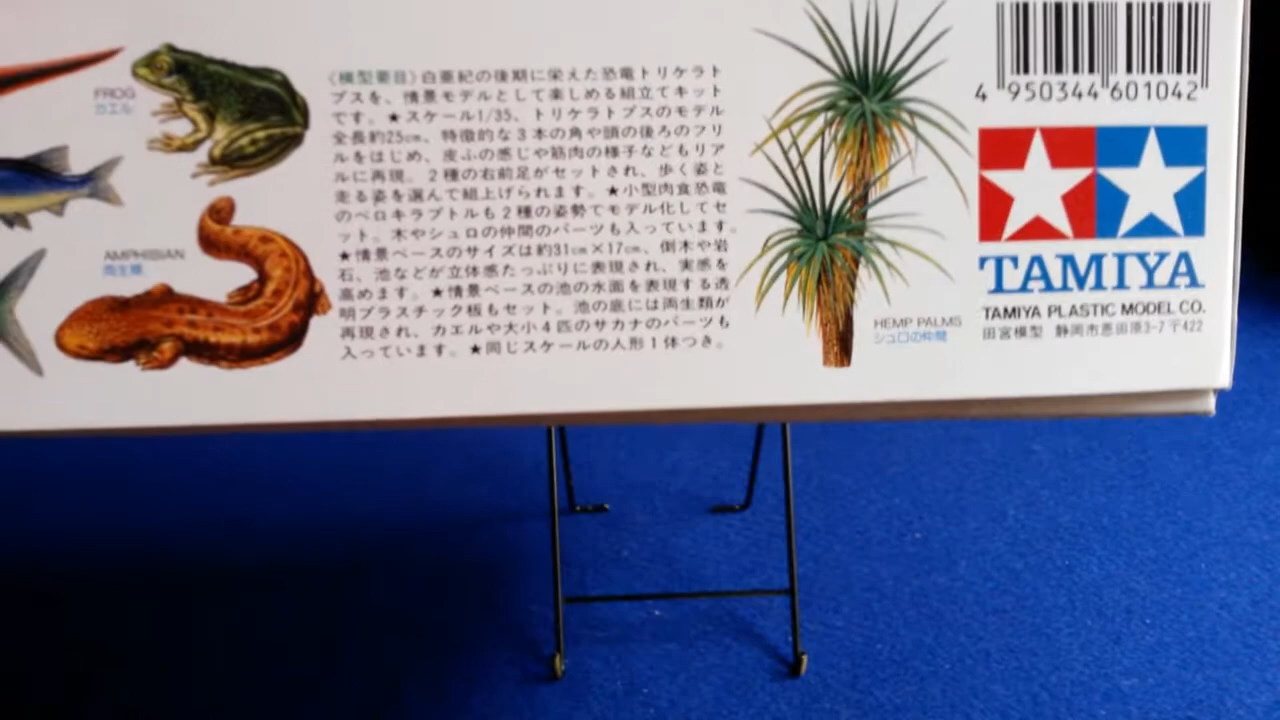 FROG
カエル
AMPHIBIAN
両生類
《模型要目》白亜紀の後期に栄えた恐竜トリケラト
プスを、情景モデルとして楽しめる組立てキット
です。★スケール1/35、トリケラトプスのモデル
全長約25cm、特徴的な3本の角や頭の後ろのフリ
ルをはじめ、皮ふの感じや筋肉の様子などもリア
ルに再現。2種の右前足がセットされ、歩く姿と
走る姿を選んで組上げられます。★小型肉食恐竜
のベロキラプトルも2種の姿勢でモデル化してセ
ット。木やシュロの仲間のパーツも入っています。
★情景ベースのサイズは約31cm×17cm、倒木や岩
石、池などが立体感たっぷりに表現され、実感を
高めます。★情景ベースの池の水面を表現する透
明プラスチック板もセット。池の底には両生類が
再現され、カエルや大小4匹のサカナのパーツも
入っています。★同じスケールの人形1体つき。
HEMP PALMS
シュロの仲間
4 950344 601042
TAMIYA
TAMIYA PLASTIC MODEL CO.
田宮模型 静岡市恩田原3-7 〒422